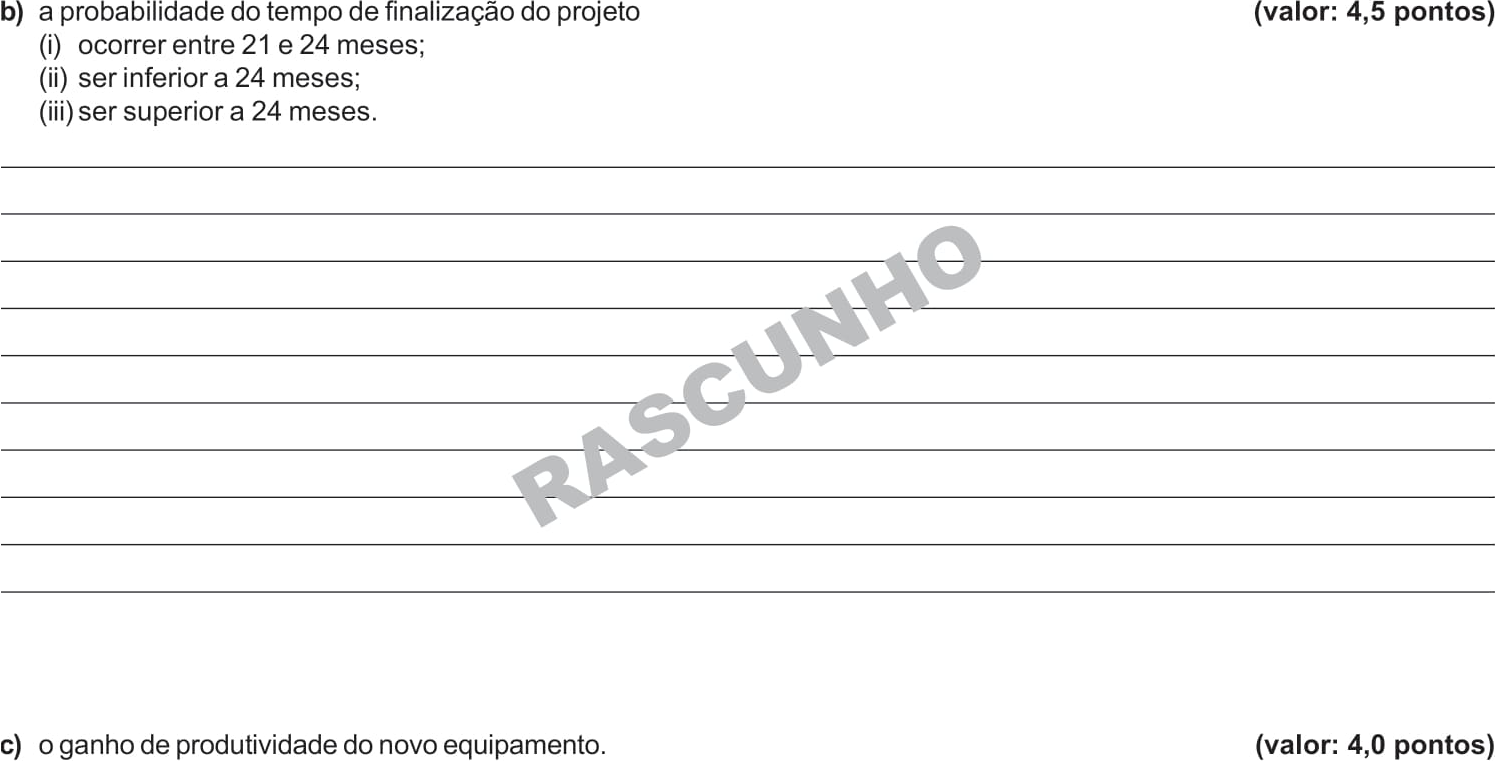 b) a probabilidade do tempo de finalização do projeto (valor: 4,5 pontos)
(i) ocorrer entre 21 e 24 meses;
(ii) ser inferior a 24 meses;
(iii) ser superior a 24 meses.
RASCUNHO
c) o ganho de produtividade do novo equipamento. (valor: 4,0 pontos)